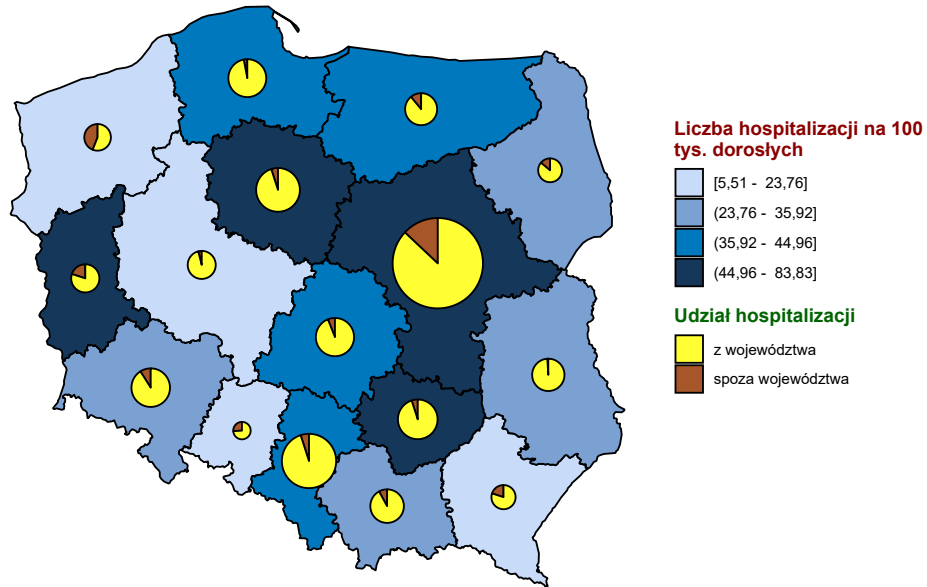 Liczba hospitalizacji na 100
tys. dorosłych
[5,51 - 23,76]
(23,76 - 35,92]
(35,92 - 44,96]
(44,96 - 83,83]
Udział hospitalizacji
z województwa
spoza województwa